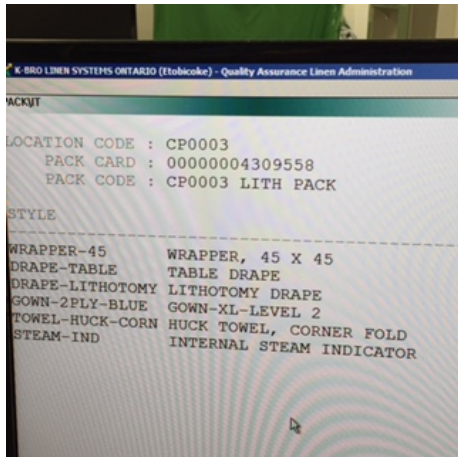 K-BRO LINEN SYSTEMS ONTARIO (Etobicoke) - Quality Assurance Linen Administration
PACKVIT
LOCATION CODE : CP0003
PACK CARD : 00000004309558
PACK CODE : CP0003 LITH PACK
STYLE
WRAPPER-45 WRAPPER, 45 X 45
DRAPE-TABLE TABLE DRAPE
DRAPE-LITHOTOMY LITHOTOMY DRAPE
GOWN-2PLY-BLUE GOWN-XL-LEVEL 2
TOWEL-HUCK-CORN HUCK TOWEL, CORNER FOLD
STEAM-IND INTERNAL STEAM INDICATOR